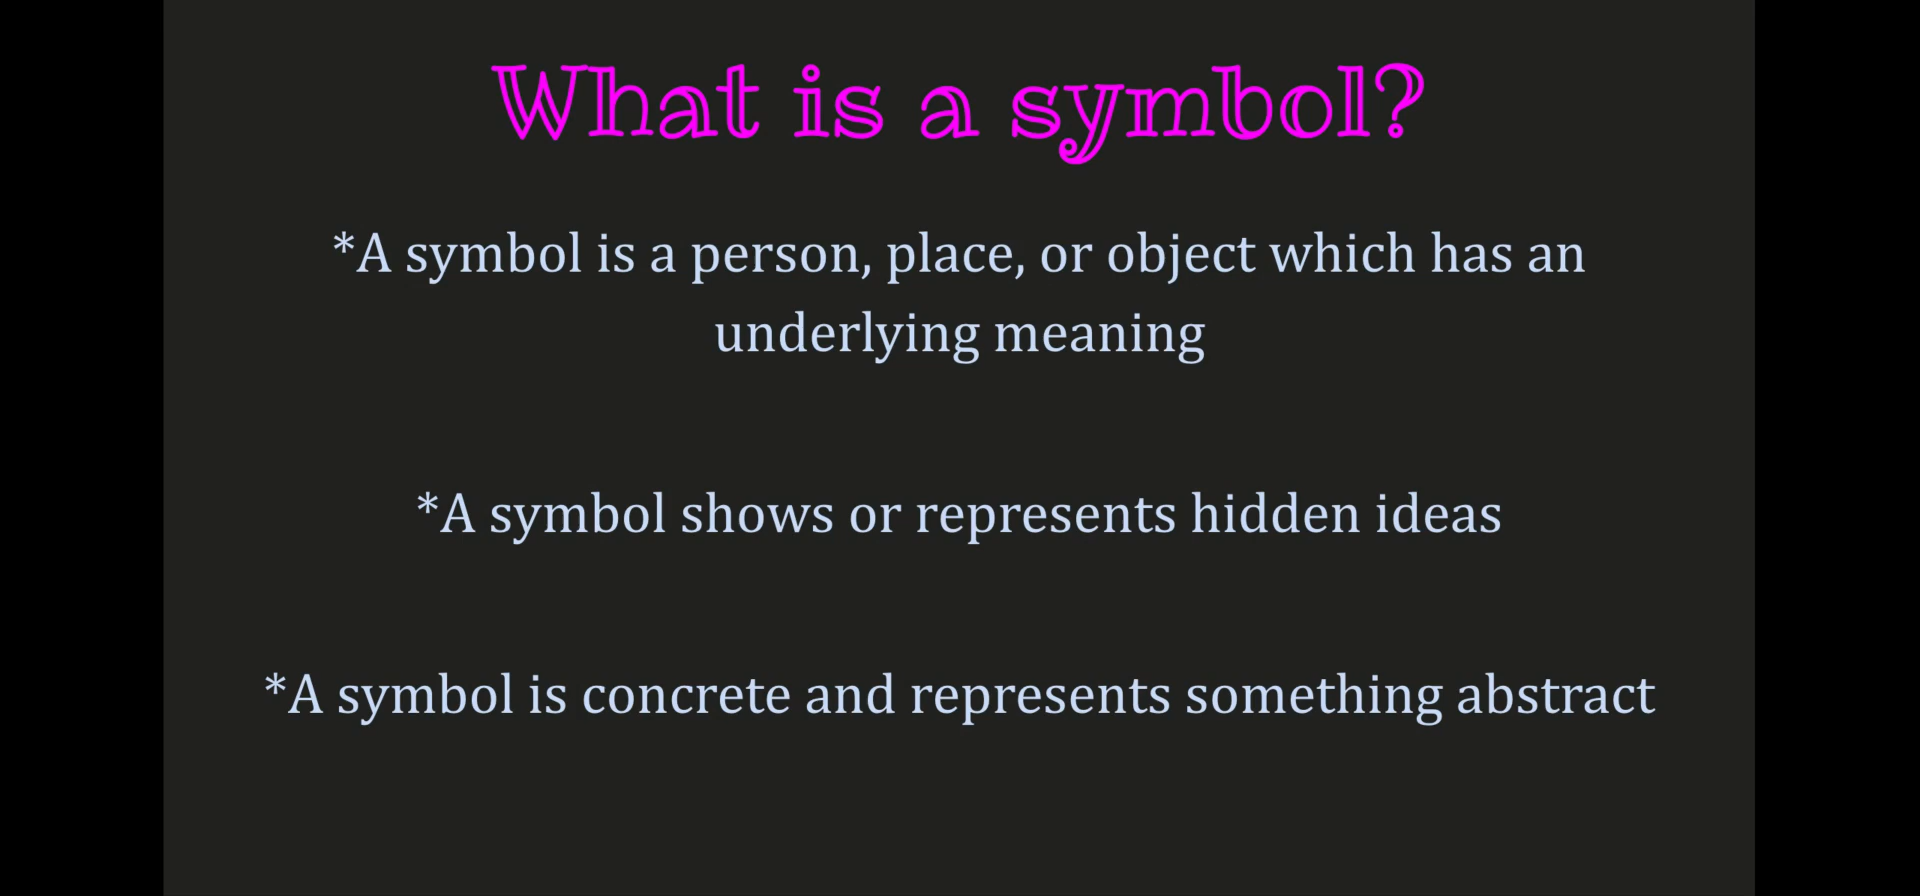 What is a symbol?
*A symbol is a person, place, or object which has an
underlying meaning
*A symbol shows or represents hidden ideas
*A symbol is concrete and represents something abstract